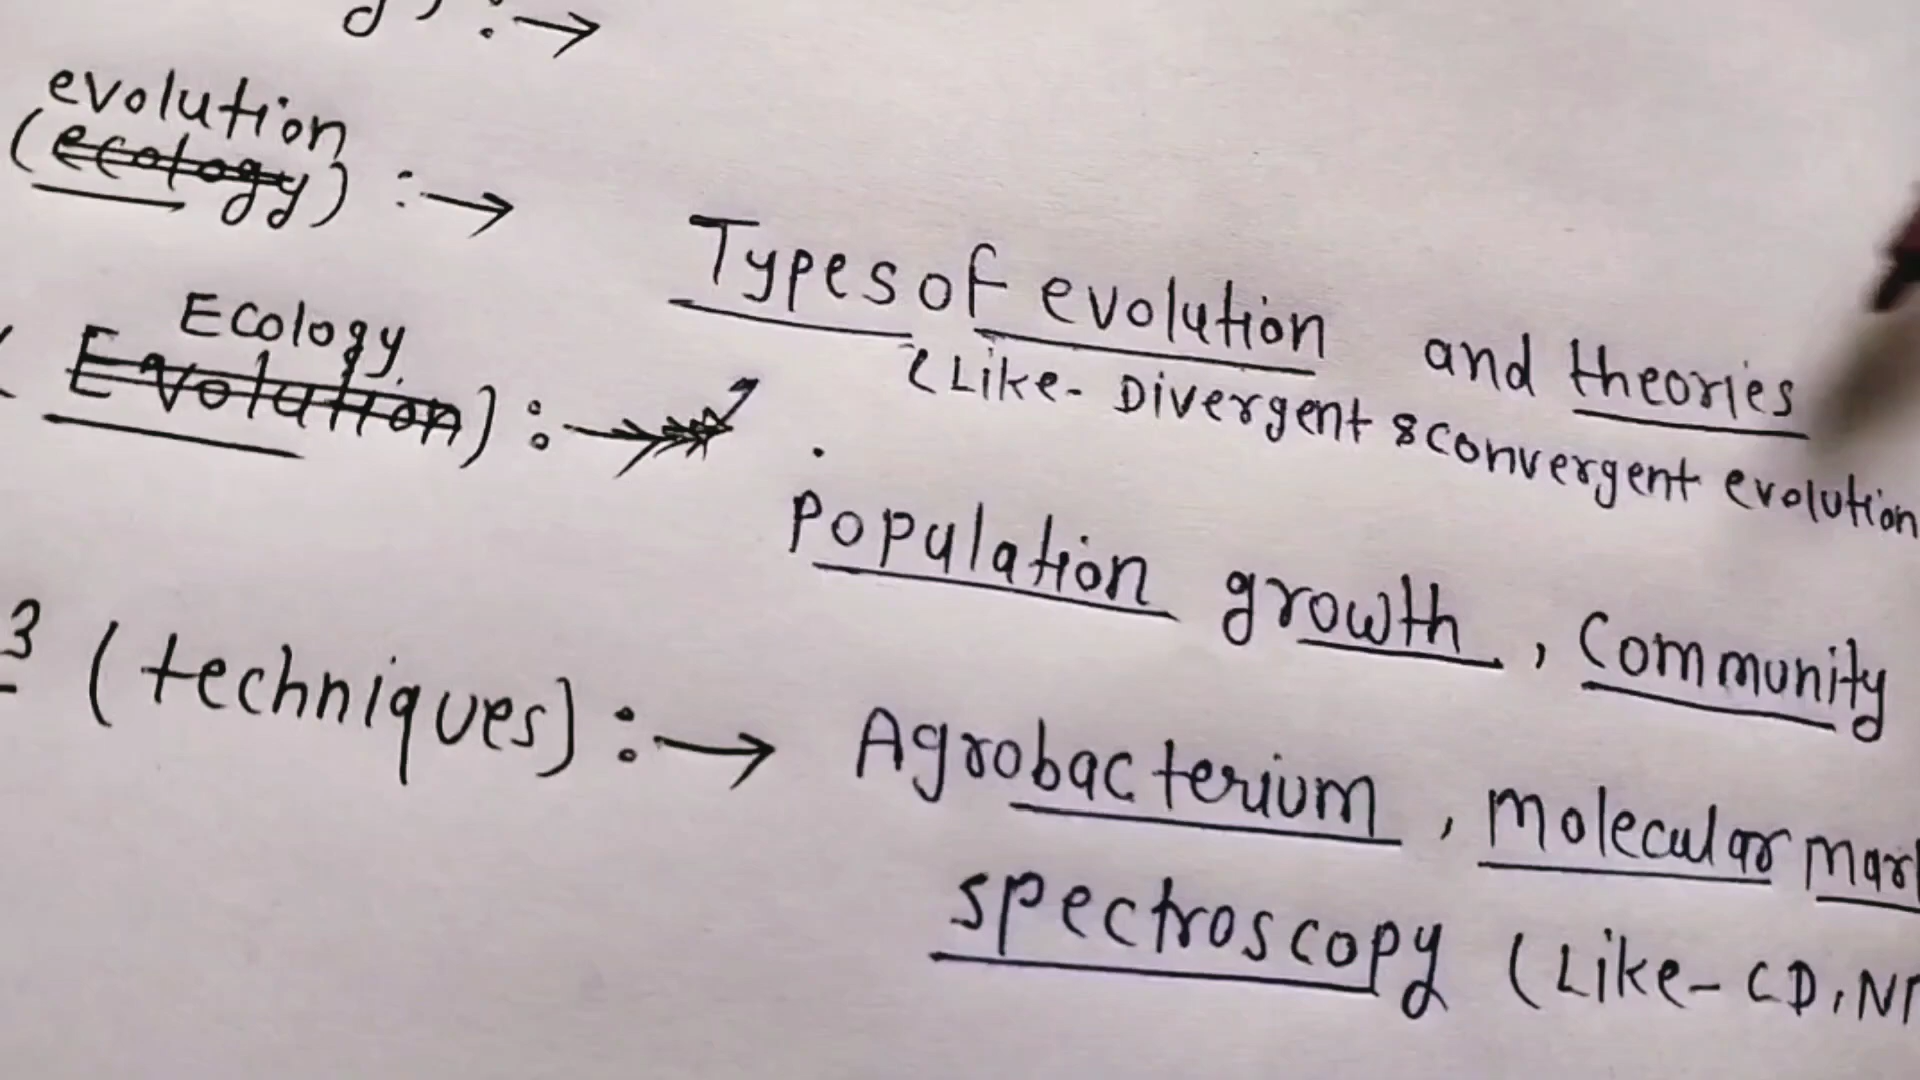 evolution
(ecology) :→
Types of evolution and theories
(Like- Divergent & convergent evolution
Ecology
(Evolution) :→
Population growth, Community
3 (techniques) :→ Agrobacterium, Molecular
spectroscopy (Like- CD,